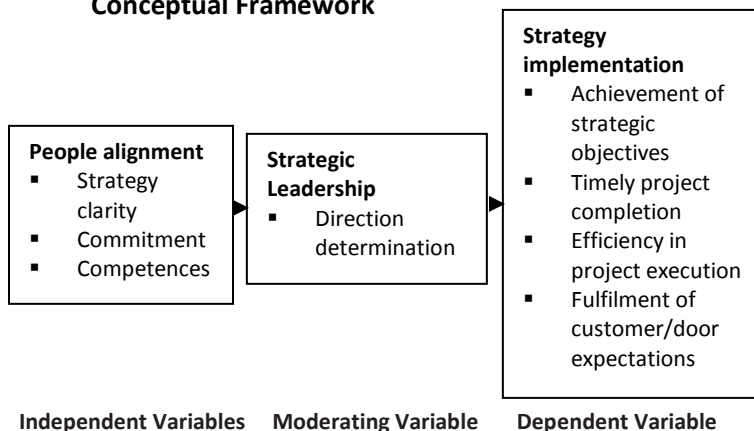 Conceptual Framework
People alignment
▪ Strategy
clarity
▪ Commitment
▪ Competences
Strategic
Leadership
▪ Direction
determination
Strategy
implementation
▪ Achievement of
strategic
objectives
▪ Timely project
completion
▪ Efficiency in
project execution
▪ Fulfilment of
customer/door
expectations
Independent Variables Moderating Variable Dependent Variable